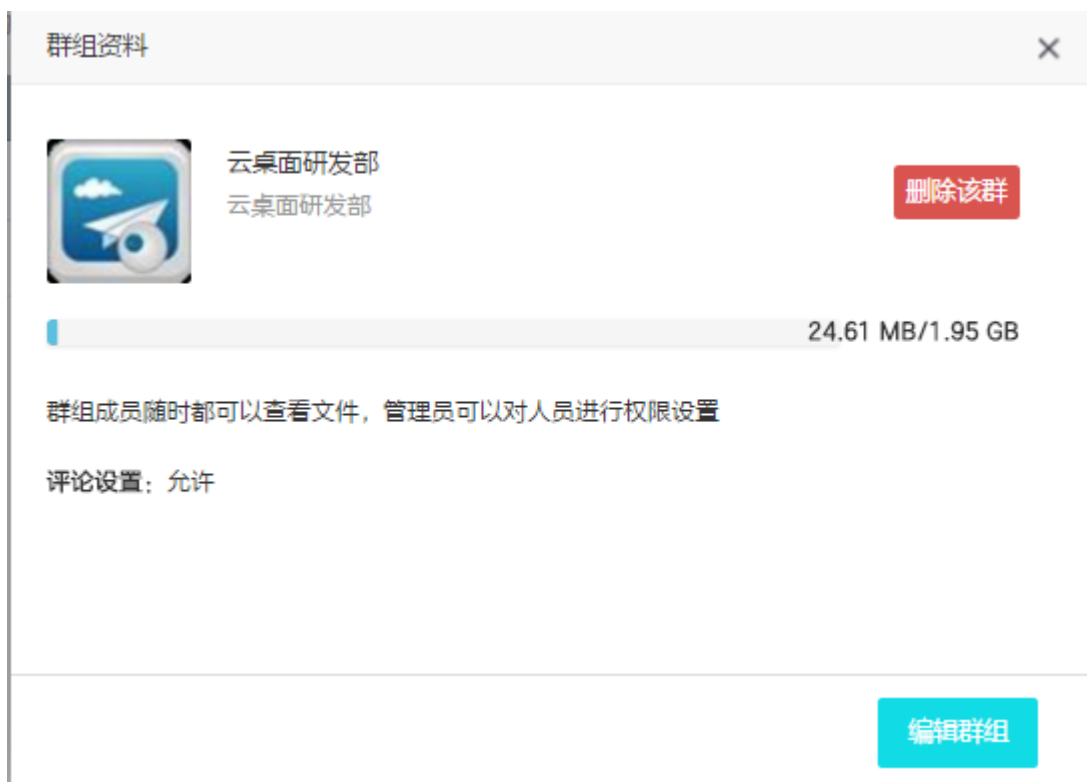 群组资料
云桌面研发部
云桌面研发部
删除该群
24.61 MB/1.95 GB
群组成员随时都可以查看文件，管理员可以对人员进行权限设置
评论设置：允许
编辑群组